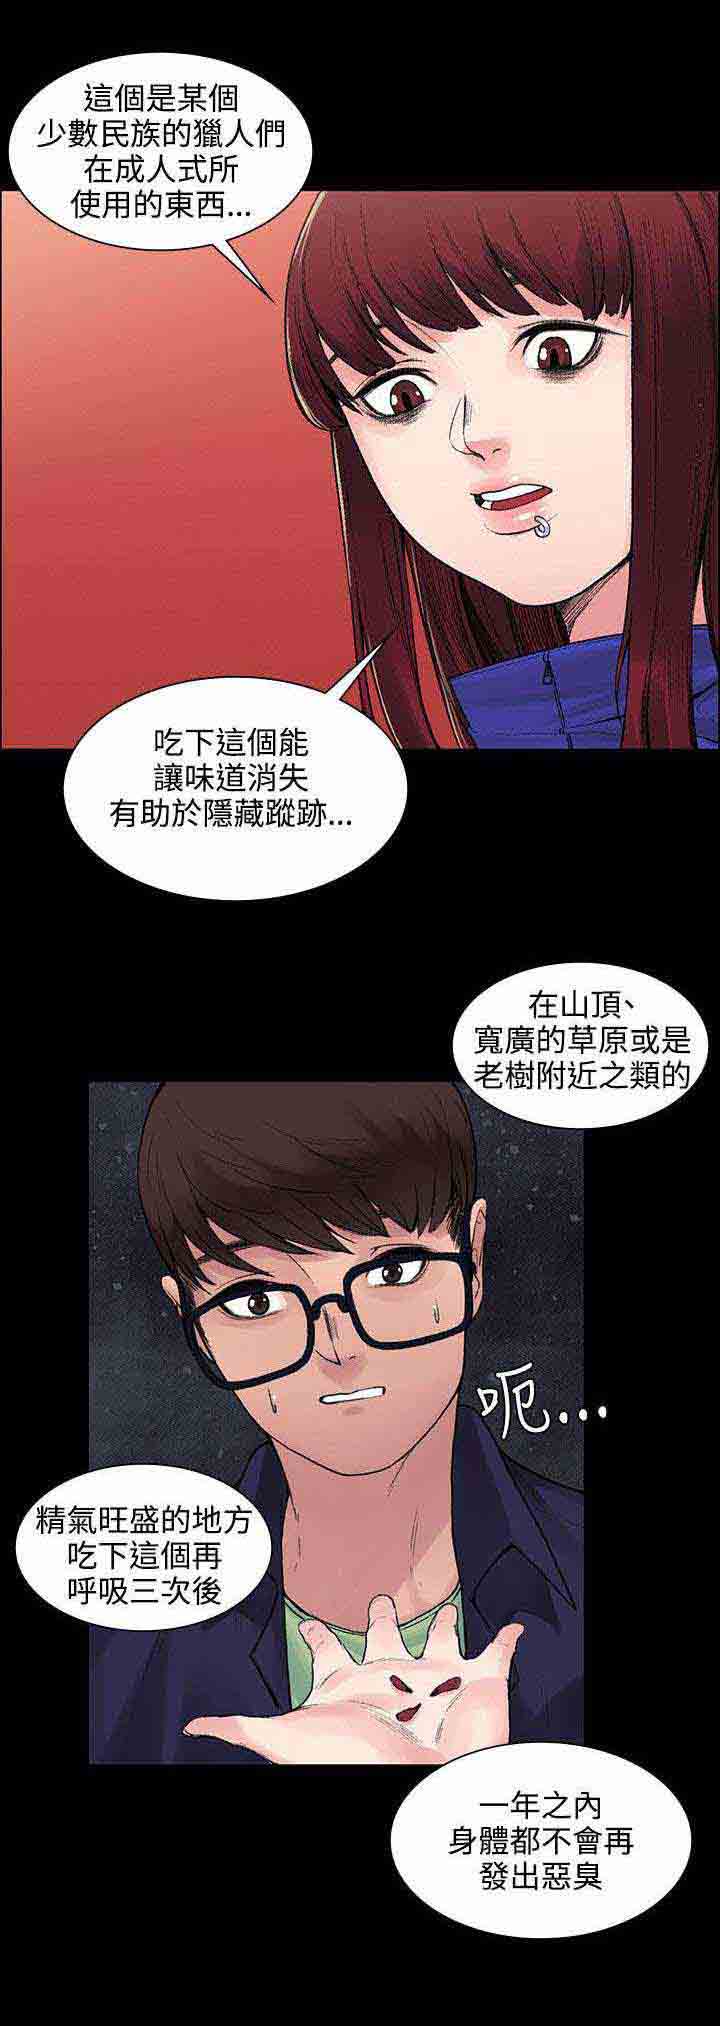 這個是某個
少數民族的獵人們
在成人式所
使用的東西...
吃下這個能
讓味道消失
有助於隱藏蹤跡...
在山頂、
寬廣的草原或是
老樹附近之類的
呃...
精氣旺盛的地方
吃下這個再
呼吸三次後
一年之內
身體都不會再
發出惡臭